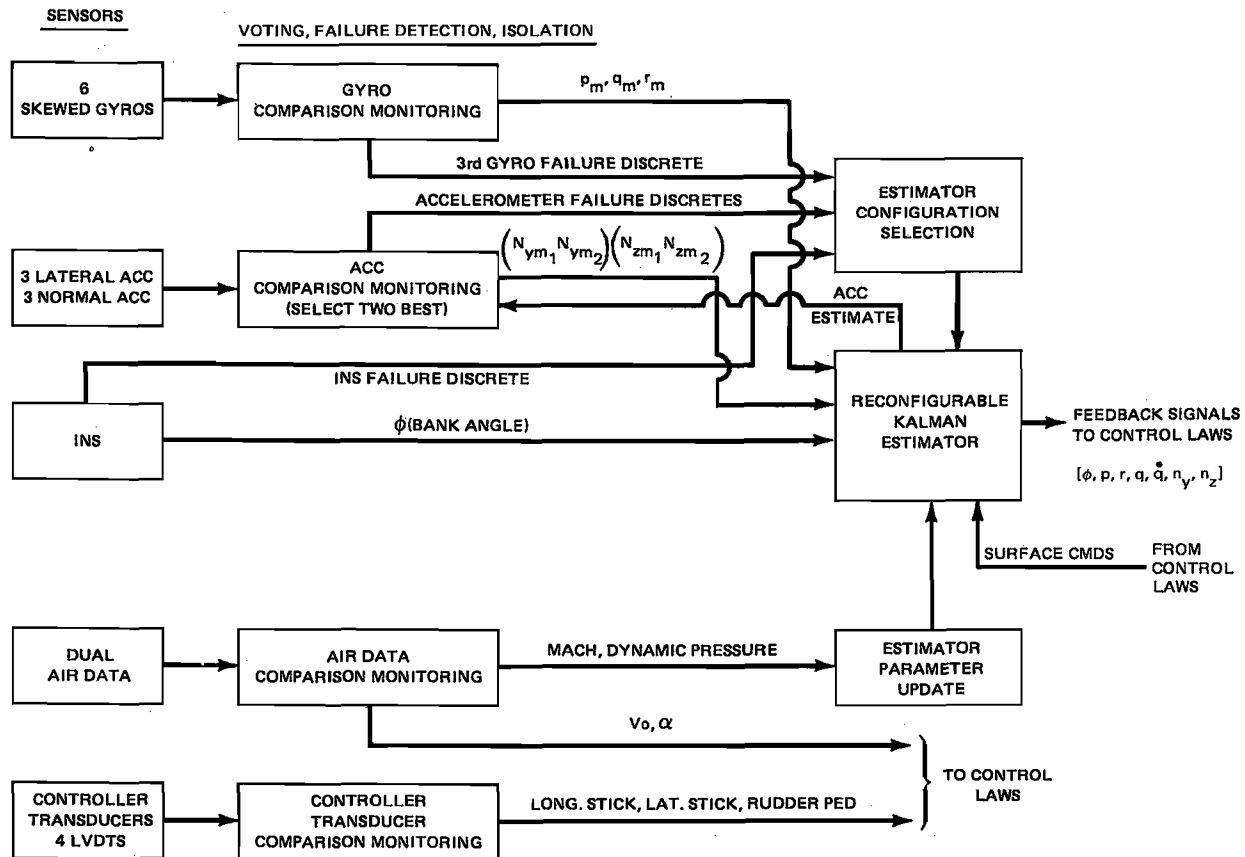 SENSORS
VOTING, FAILURE DETECTION, ISOLATION
6
SKEWED GYROS
GYRO
COMPARISON MONITORING
p_m, q_m, r_m
3rd GYRO FAILURE DISCRETE
ESTIMATOR
CONFIGURATION
SELECTION
ACCELEROMETER FAILURE DISCRETES
3 LATERAL ACC
3 NORMAL ACC
ACC
COMPARISON MONITORING
(SELECT TWO BEST)
(N_ym1 N_ym2)(N_zm1 N_zm2)
ACC
ESTIMATE
INS FAILURE DISCRETE
INS
ϕ(BANK ANGLE)
RECONFIGURABLE
KALMAN
ESTIMATOR
FEEDBACK SIGNALS
TO CONTROL LAWS
[ϕ, p, r, q, q̇, n_y, n_z]
SURFACE CMDS
FROM
CONTROL
LAWS
DUAL
AIR DATA
AIR DATA
COMPARISON MONITORING
MACH, DYNAMIC PRESSURE
ESTIMATOR
PARAMETER
UPDATE
Vo, α
CONTROLLER
TRANSDUCERS
4 LVDTS
CONTROLLER
TRANSDUCER
COMPARISON MONITORING
LONG. STICK, LAT. STICK, RUDDER PED
TO CONTROL
LAWS